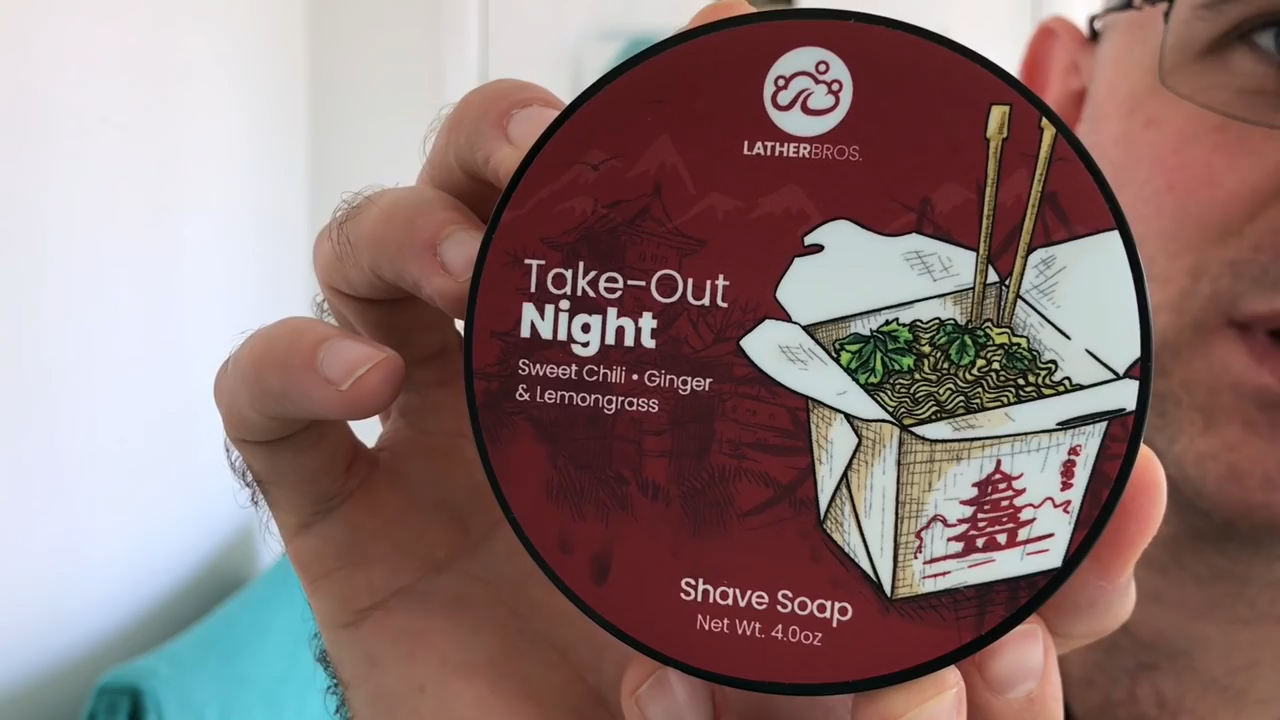 LATHERBROS.
Take-Out
Night
Sweet Chili • Ginger
& Lemongrass
Shave Soap
Net Wt. 4.0oz